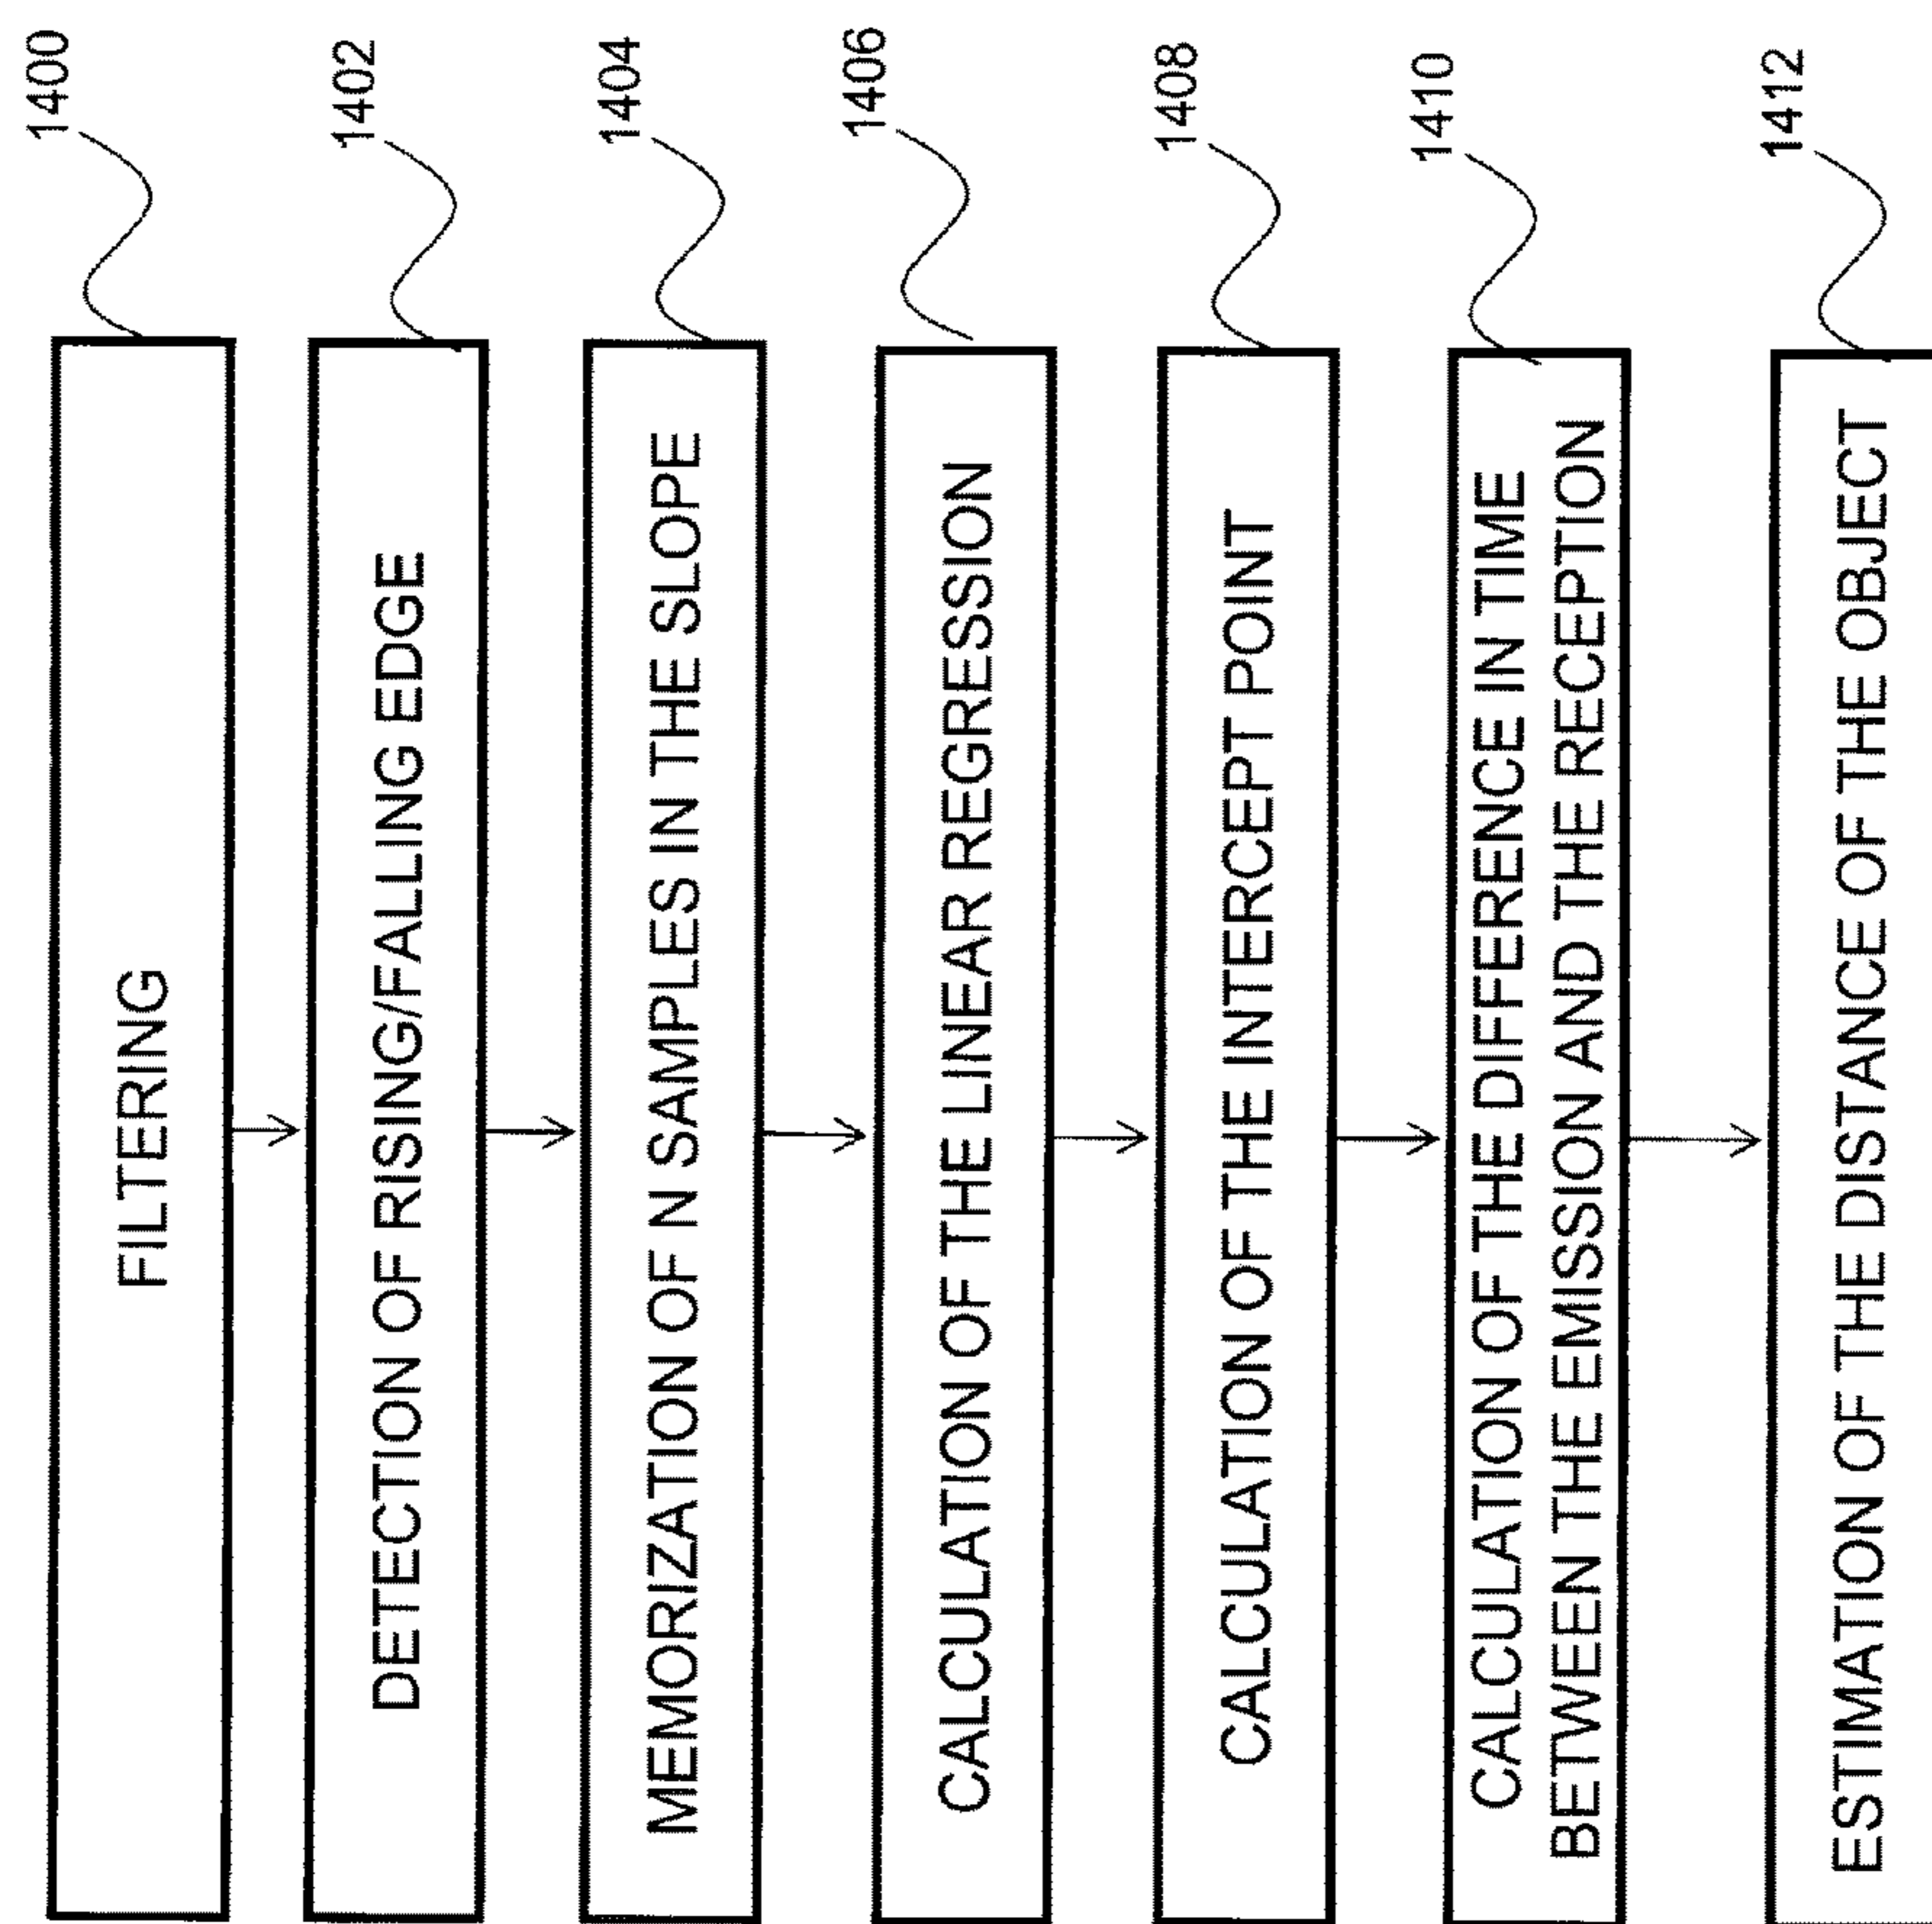 1400
FILTERING
1402
DETECTION OF RISING/FALLING EDGE
1404
MEMORIZATION OF N SAMPLES IN THE SLOPE
1406
CALCULATION OF THE LINEAR REGRESSION
1408
CALCULATION OF THE INTERCEPT POINT
1410
CALCULATION OF THE DIFFERENCE IN TIME
BETWEEN THE EMISSION AND THE RECEPTION
1412
ESTIMATION OF THE DISTANCE OF THE OBJECT